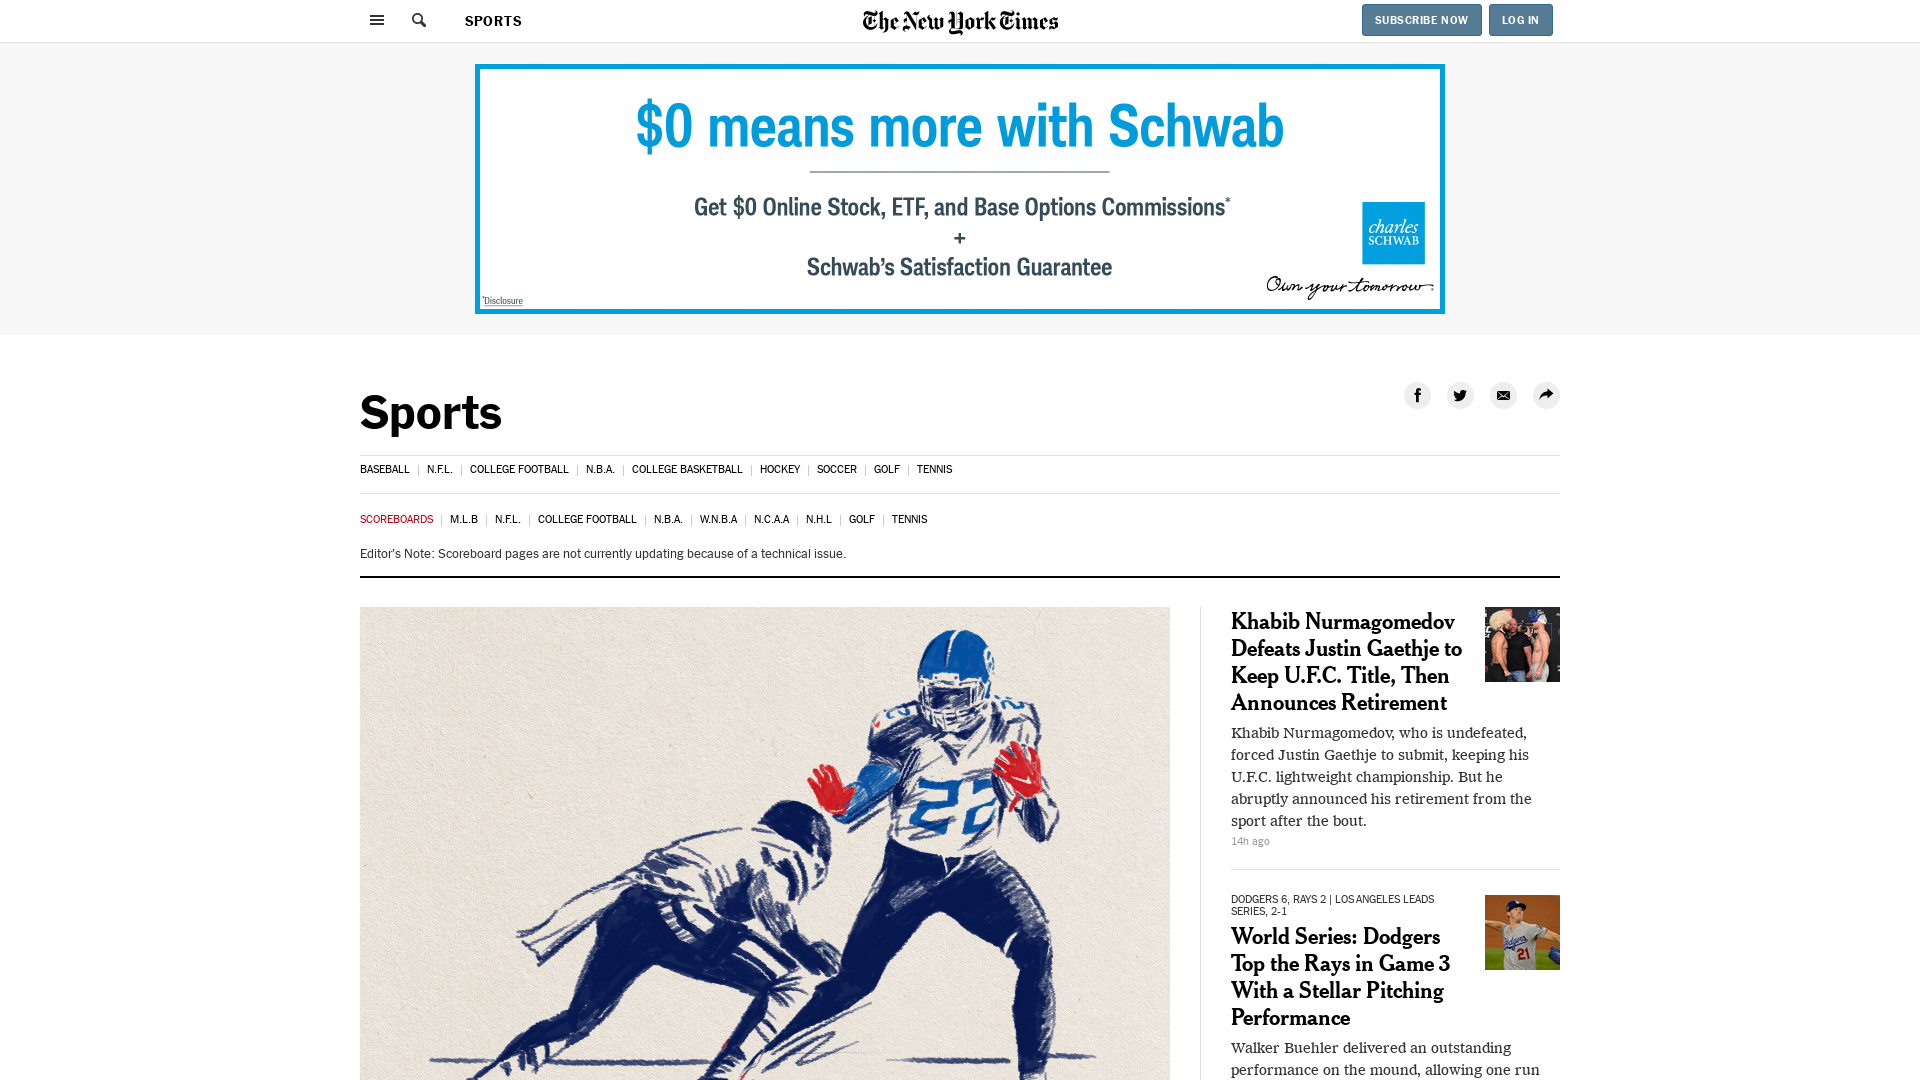 SPORTS
The New York Times
SUBSCRIBE NOW
LOG IN
$0 means more with Schwab
Get $0 Online Stock, ETF, and Base Options Commissions*
+
Schwab's Satisfaction Guarantee
charles
SCHWAB
Own your tomorrow
*Disclosure
Sports
BASEBALL | N.F.L. | COLLEGE FOOTBALL | N.B.A. | COLLEGE BASKETBALL | HOCKEY | SOCCER | GOLF | TENNIS
SCOREBOARDS | M.L.B | N.F.L. | COLLEGE FOOTBALL | N.B.A. | W.N.B.A | N.C.A.A | N.H.L | GOLF | TENNIS
Editor's Note: Scoreboard pages are not currently updating because of a technical issue.
22
22
Khabib Nurmagomedov
Defeats Justin Gaethje to
Keep U.F.C. Title, Then
Announces Retirement
Khabib Nurmagomedov, who is undefeated,
forced Justin Gaethje to submit, keeping his
U.F.C. lightweight championship. But he
abruptly announced his retirement from the
sport after the bout.
14h ago
DODGERS 6, RAYS 2 | LOS ANGELES LEADS
SERIES, 2-1
World Series: Dodgers
Top the Rays in Game 3
With a Stellar Pitching
Performance
Dodgers
21
Walker Buehler delivered an outstanding
performance on the mound, allowing one run